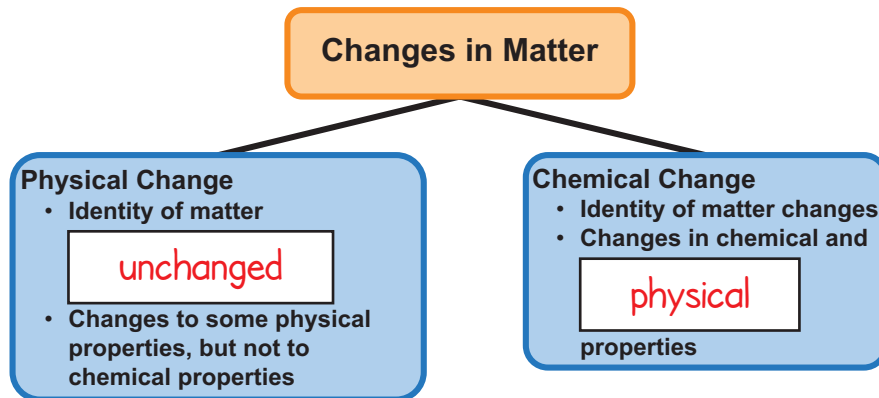 Changes in Matter
Physical Change
• Identity of matter
unchanged
• Changes to some physical
properties, but not to
chemical properties
Chemical Change
• Identity of matter changes
• Changes in chemical and
physical
properties